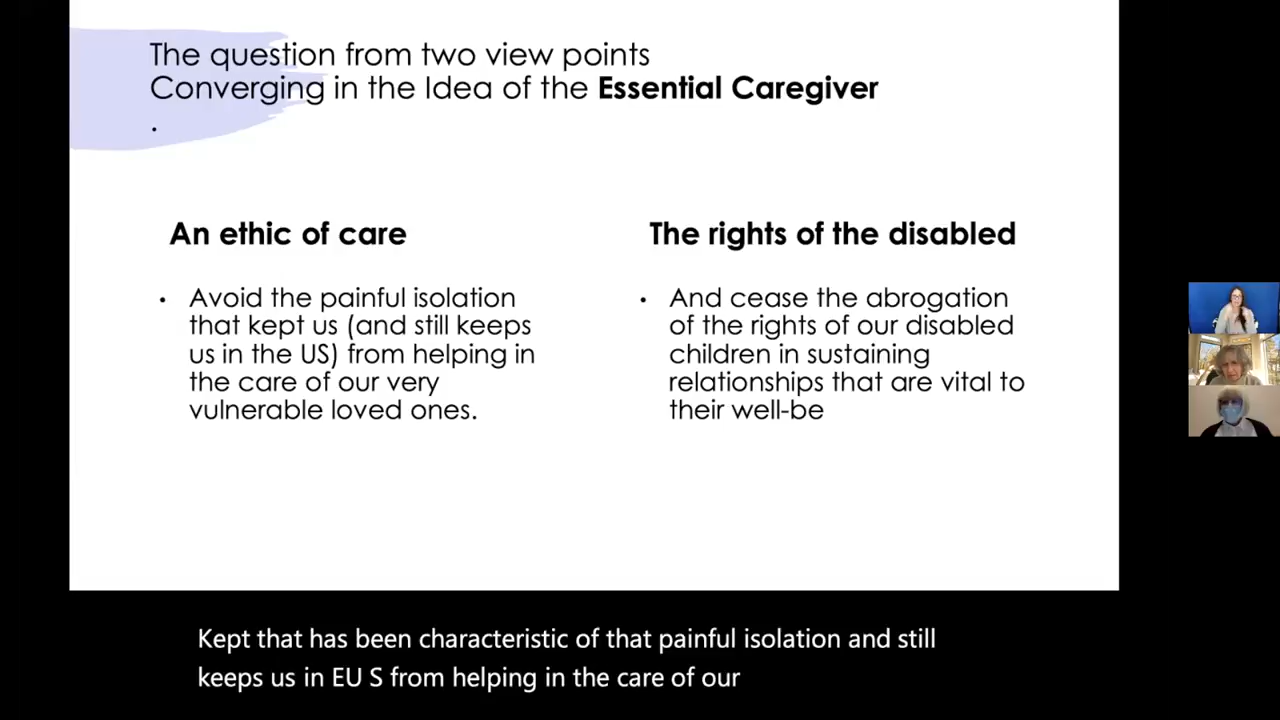 The question from two view points
Converging in the Idea of the Essential Caregiver
.
An ethic of care
• Avoid the painful isolation
that kept us (and still keeps
us in the US) from helping in
the care of our very
vulnerable loved ones.
The rights of the disabled
• And cease the abrogation
of the rights of our disabled
children in sustaining
relationships that are vital to
their well-be
Kept that has been characteristic of that painful isolation and still
keeps us in EU S from helping in the care of our